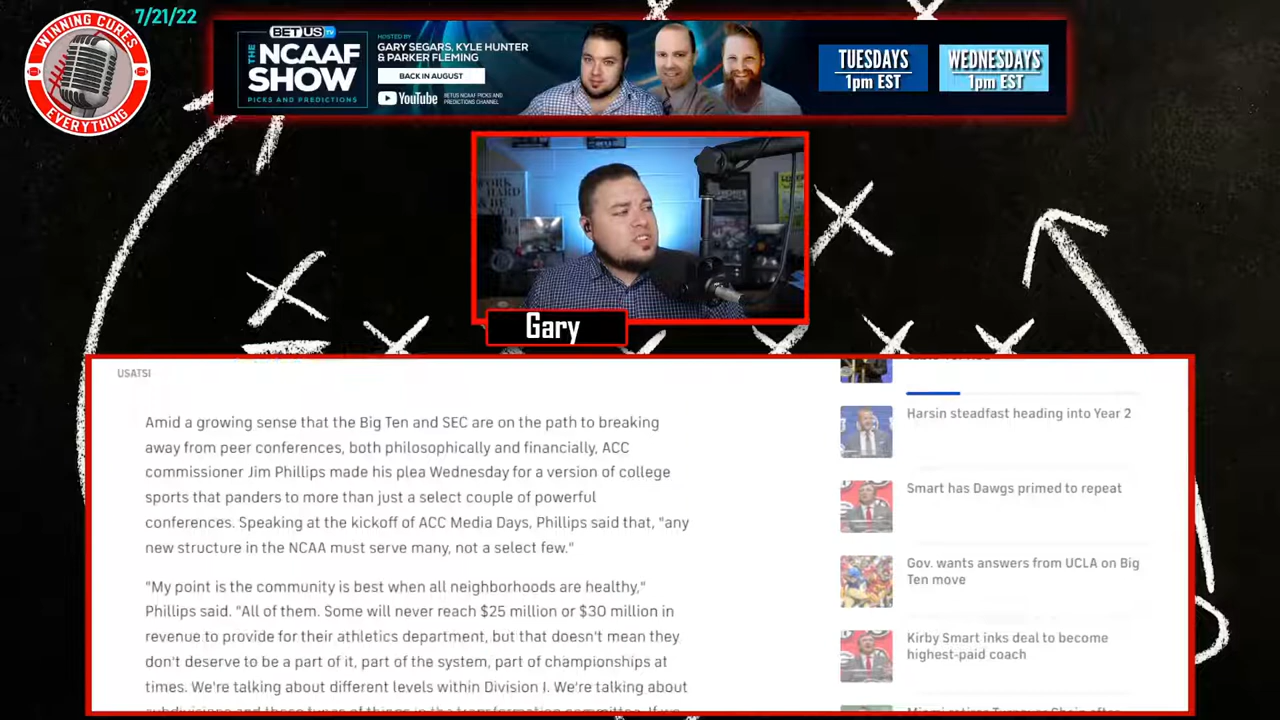 7/21/22
WINNING CURES
EVERYTHING
BETUS TV
THE
NCAAF
SHOW
PICKS AND PREDICTIONS
HOSTED BY
GARY SEGARS, KYLE HUNTER
& PARKER FLEMING
BACK IN AUGUST
YouTube
BETUS NCAAF PICKS AND
PREDICTIONS CHANNEL
TUESDAYS
1pm EST
WEDNESDAYS
1pm EST
WORK
HARD
& BE
Gary
USATSI
Amid a growing sense that the Big Ten and SEC are on the path to breaking
away from peer conferences, both philosophically and financially, ACC
commissioner Jim Phillips made his plea Wednesday for a version of college
sports that panders to more than just a select couple of powerful
conferences. Speaking at the kickoff of ACC Media Days, Phillips said that, "any
new structure in the NCAA must serve many, not a select few."
"My point is the community is best when all neighborhoods are healthy,"
Phillips said. "All of them. Some will never reach $25 million or $30 million in
revenue to provide for their athletics department, but that doesn't mean they
don't deserve to be a part of it, part of the system, part of championships at
times. We're talking about different levels within Division I. We're talking about
Harsin steadfast heading into Year 2
Smart has Dawgs primed to repeat
Gov. wants answers from UCLA on Big
Ten move
Kirby Smart inks deal to become
highest-paid coach